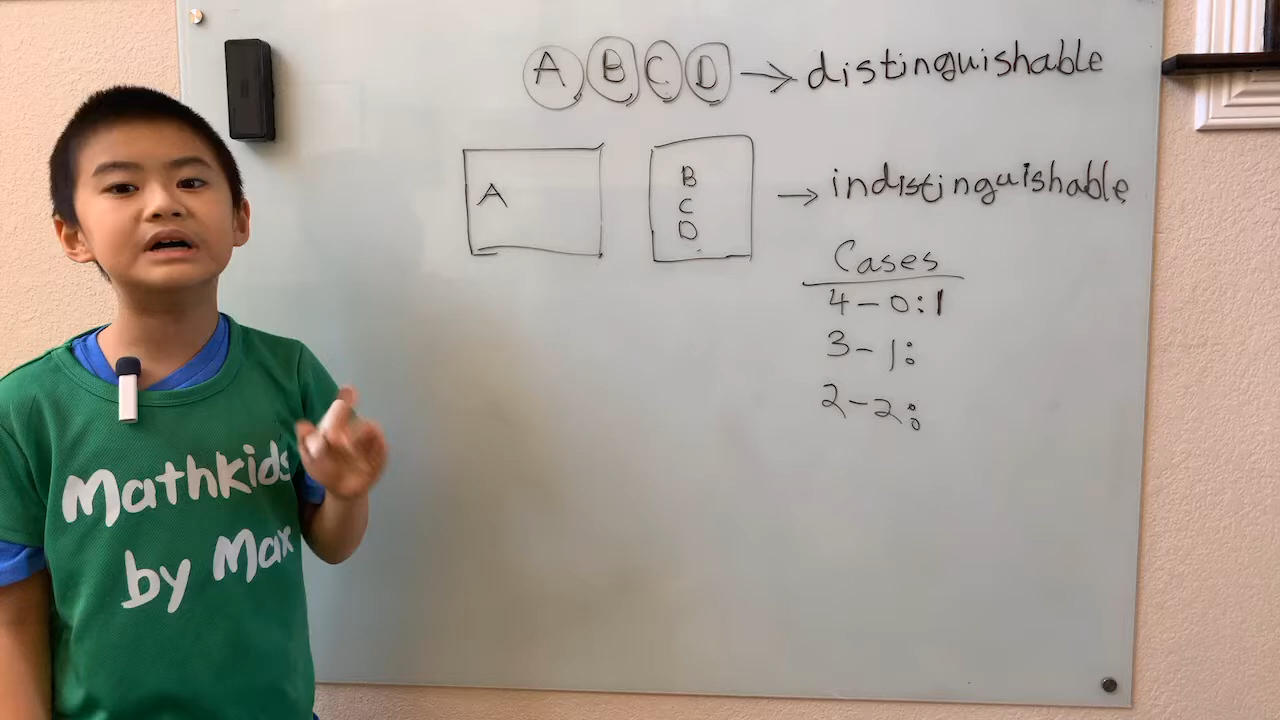 A B C D → distinguishable
A
B
C
D
→ indistinguishable
Cases
4-0:1
3-1:
2-2:
Mathkids
by Max